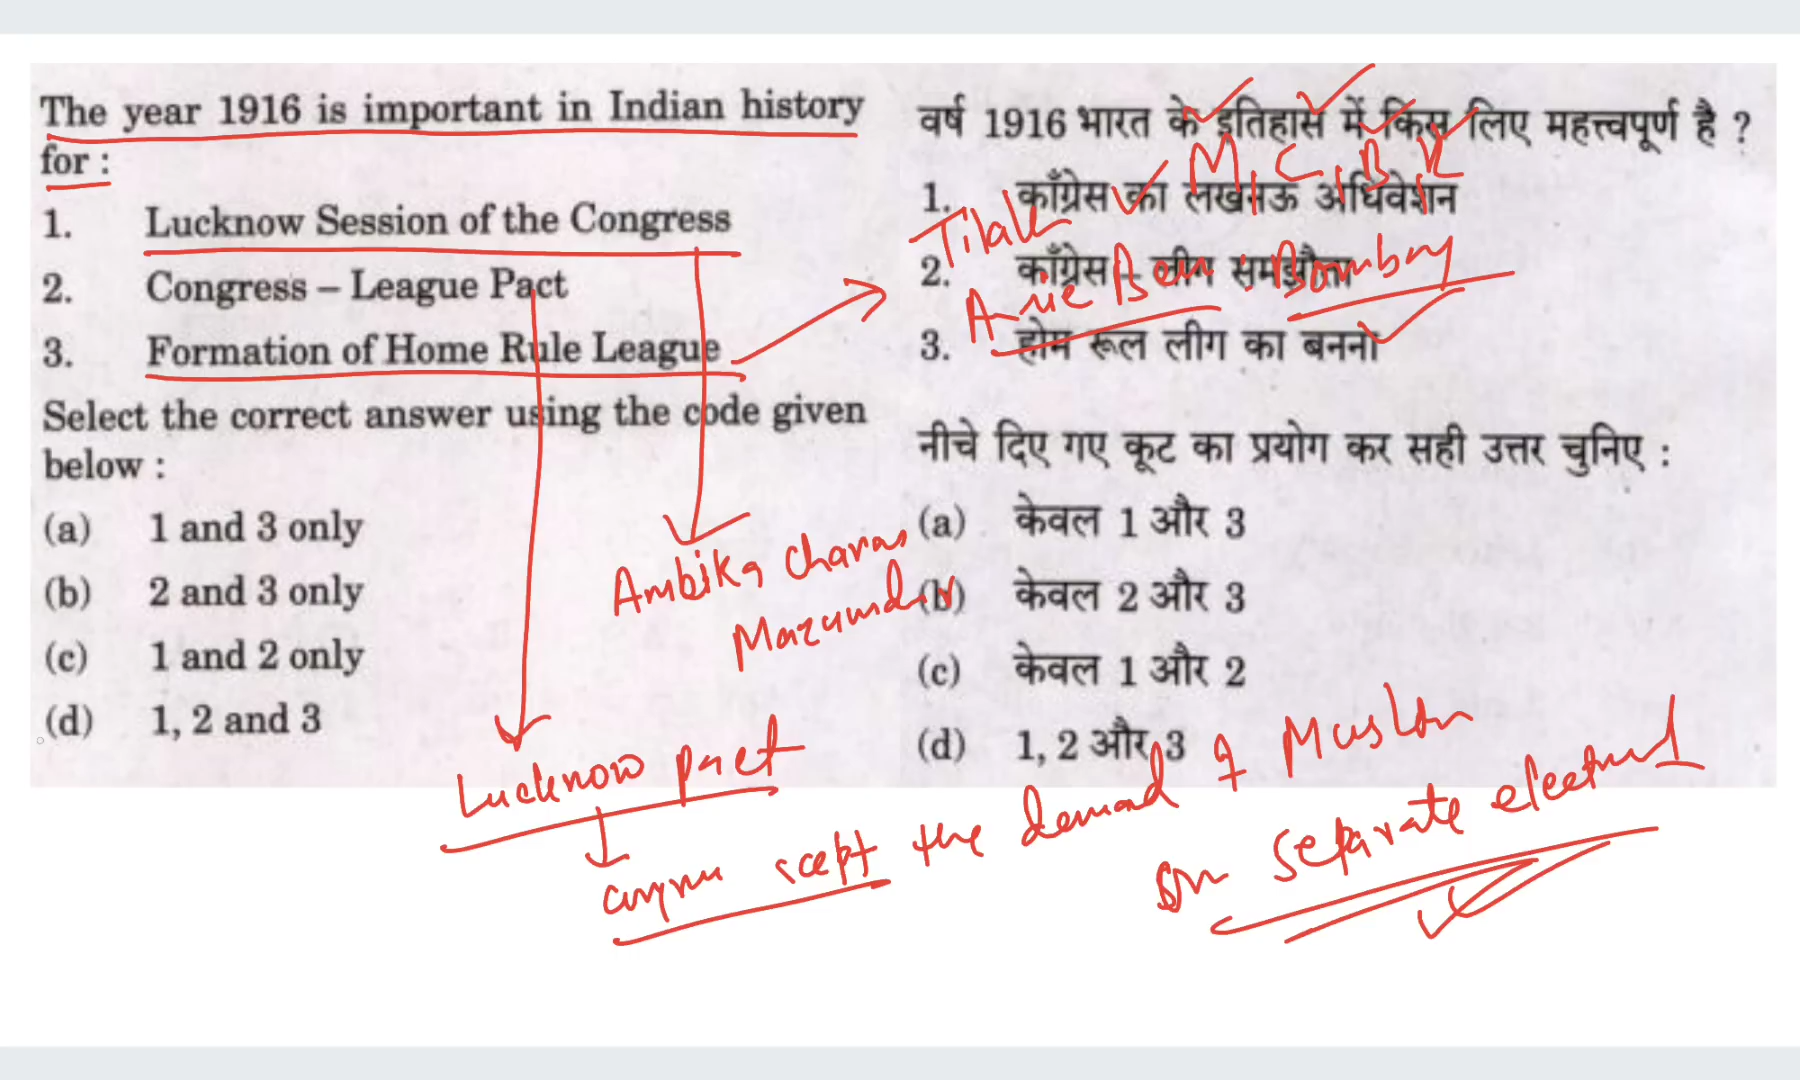 The year 1916 is important in Indian history
for :
1. Lucknow Session of the Congress
2. Congress – League Pact
3. Formation of Home Rule League
Select the correct answer using the code given
below :
(a) 1 and 3 only
(b) 2 and 3 only
(c) 1 and 2 only
(d) 1, 2 and 3
वर्ष 1916 भारत के इतिहास में किस लिए महत्त्वपूर्ण है ?
1. काँग्रेस का लखनऊ अधिवेशन
2. काँग्रेस – लीग समझौता
3. होम रूल लीग का बनना
नीचे दिए गए कूट का प्रयोग कर सही उत्तर चुनिए :
(a) केवल 1 और 3
(b) केवल 2 और 3
(c) केवल 1 और 2
(d) 1, 2 और 3
M, C, B, K
Tilak
Bombay
Ambika Charan
Mazumdar
Lucknow pact
the demand of Muslim
on separate